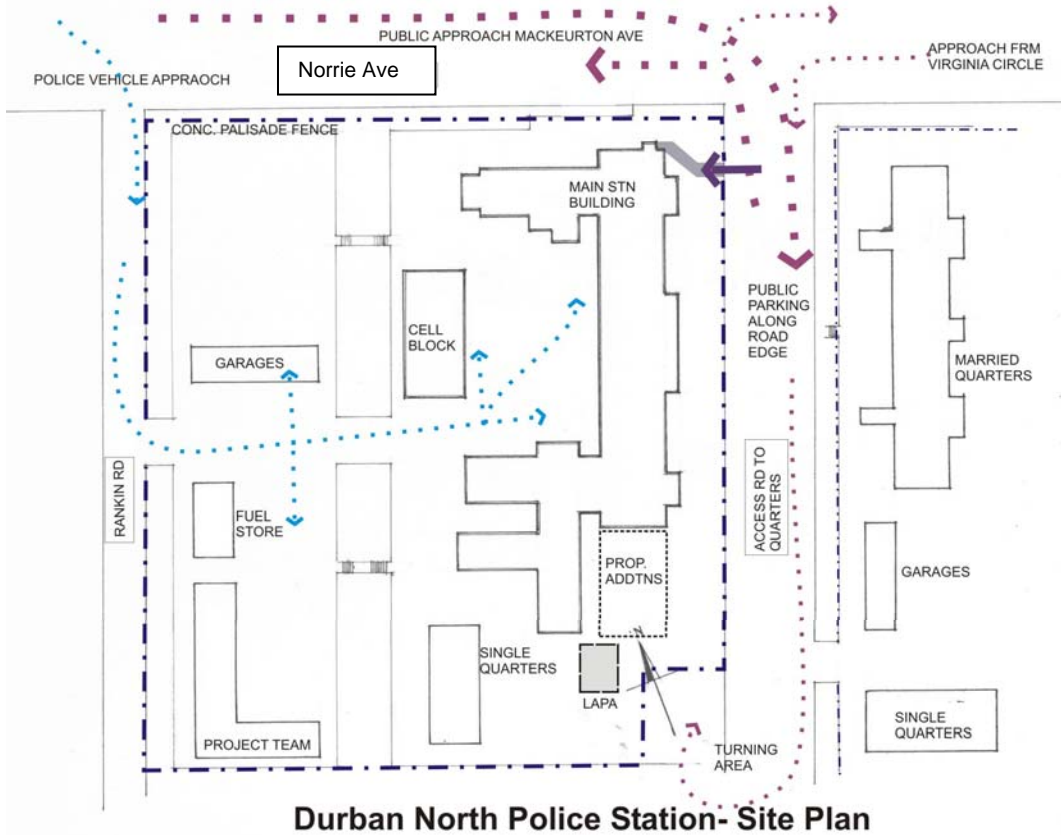 PUBLIC APPROACH MACKEURTON AVE
Norrie Ave
APPROACH FRM
VIRGINIA CIRCLE
POLICE VEHICLE APPRAOCH
CONC. PALISADE FENCE
MAIN STN
BUILDING
CELL
BLOCK
GARAGES
PUBLIC
PARKING
ALONG
ROAD
EDGE
MARRIED
QUARTERS
RANKIN RD
FUEL
STORE
ACCESS RD TO
QUARTERS
PROP.
ADDTNS
GARAGES
SINGLE
QUARTERS
LAPA
PROJECT TEAM
TURNING
AREA
SINGLE
QUARTERS
Durban North Police Station- Site Plan